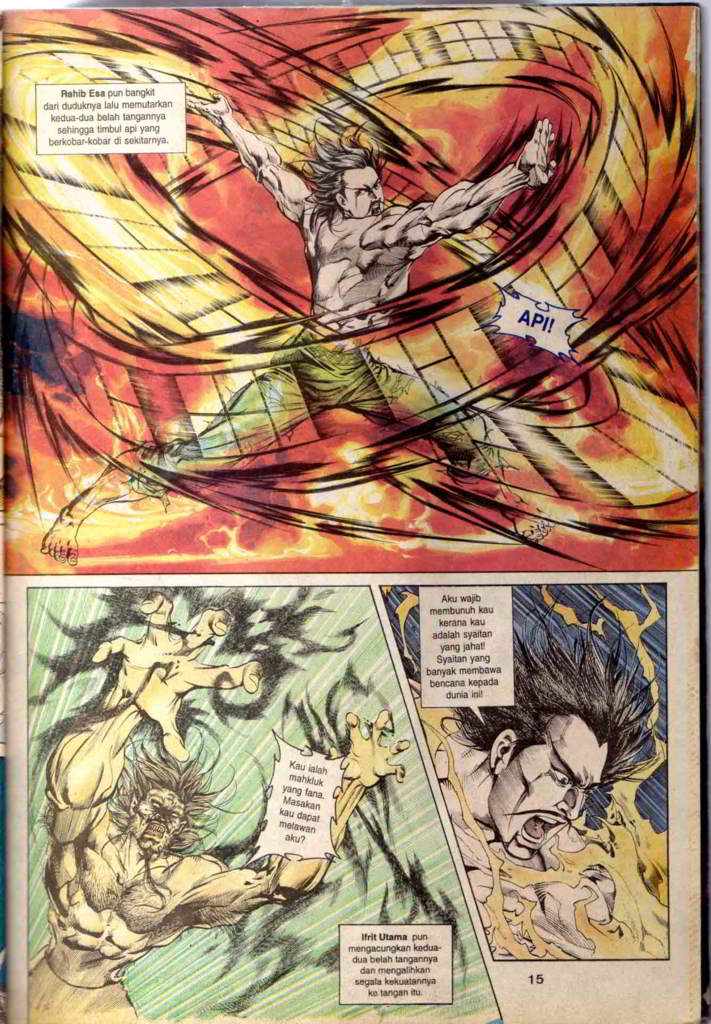 Rahib Esa pun bangkit
dari duduknya lalu memutarkan
kedua-dua belah tangannya
sehingga timbul api yang
berkobar-kobar di sekitarnya.
API!
Kau ialah
mahkluk
yang fana.
Masakan
kau dapat
melawan
aku?
Ifrit Utama pun
mengacungkan kedua-
dua belah tangannya
dan mengalihkan
segala kekuatannya
ke tangan itu.
Aku wajib
membunuh kau
kerana kau
adalah syaitan
yang jahat!
Syaitan yang
banyak membawa
bencana kepada
dunia ini!
15